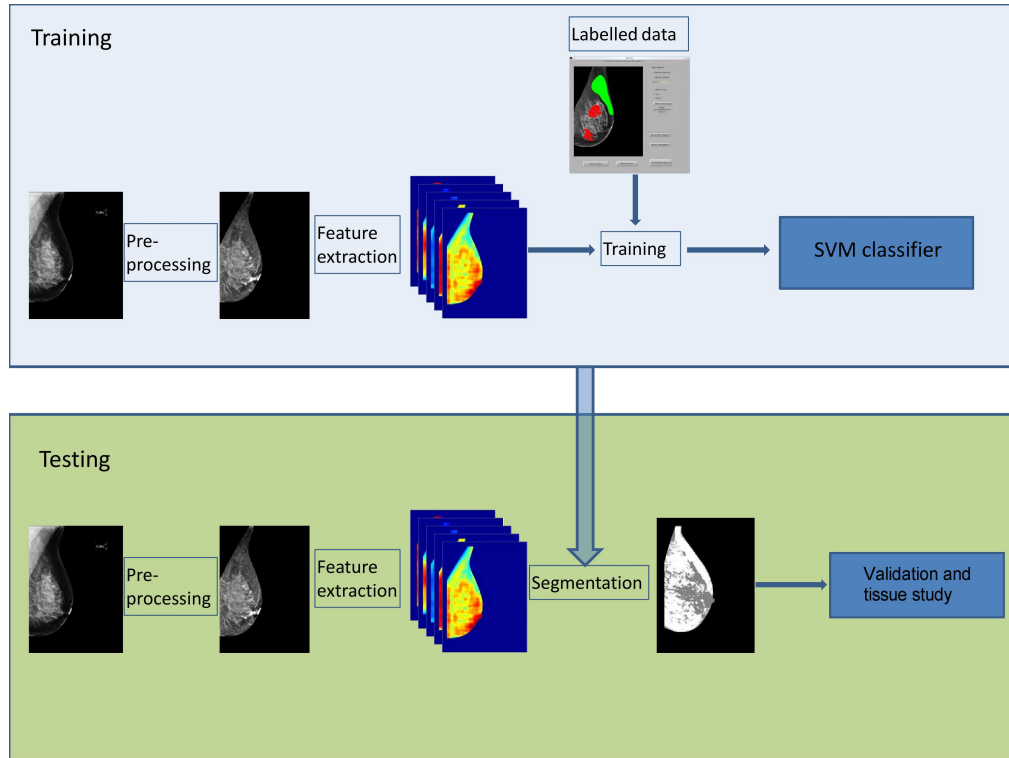 Training
Labelled data
Pre-
processing
Feature
extraction
Training
SVM classifier
Testing
Pre-
processing
Feature
extraction
Segmentation
Validation and
tissue study